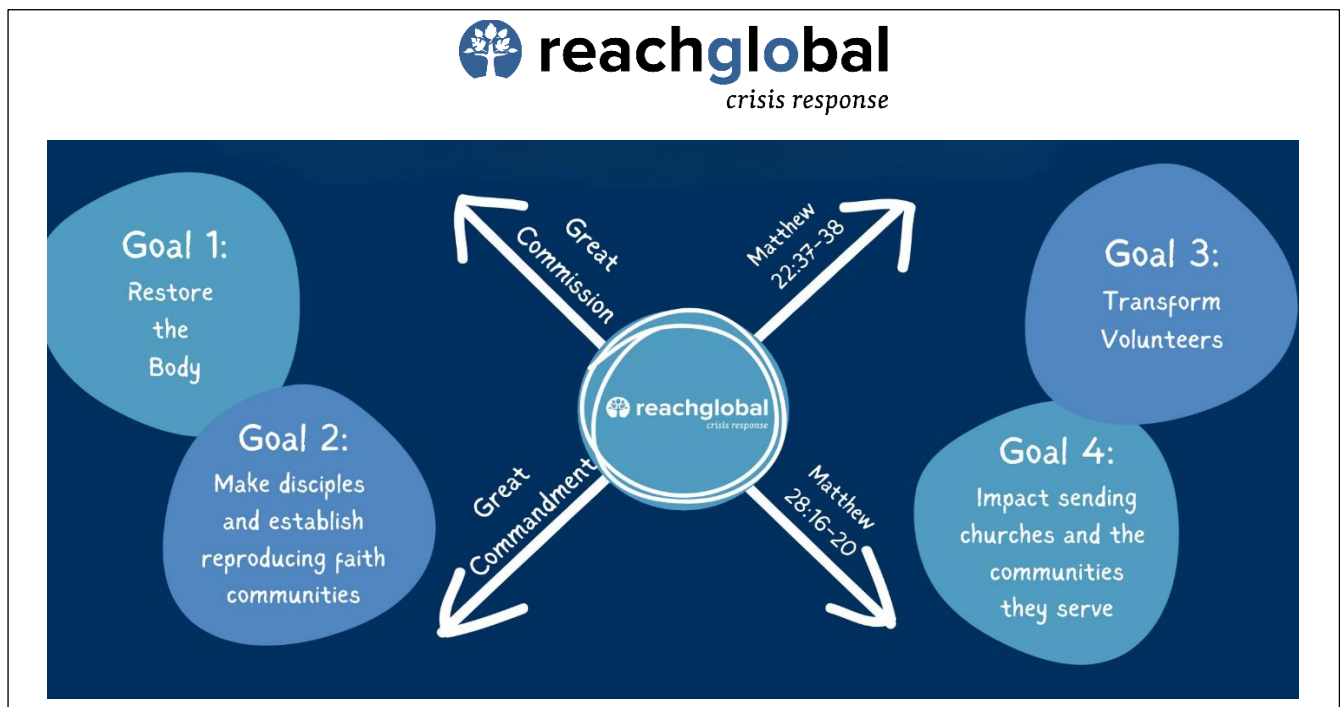 reachglobal
crisis response
Goal 1:
Restore
the
Body
Goal 2:
Make disciples
and establish
reproducing faith
communities
Great
Commission
Great
Commandment
reachglobal
crisis response
Matthew
22:37-38
Matthew
28:16-20
Goal 3:
Transform
Volunteers
Goal 4:
Impact sending
churches and the
communities
they serve